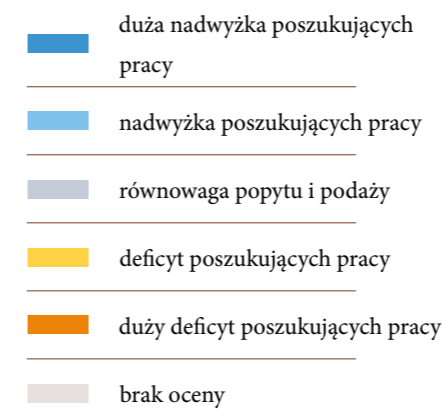 duża nadwyżka poszukujących
pracy
nadwyżka poszukujących pracy
równowaga popytu i podaży
deficyt poszukujących pracy
duży deficyt poszukujących pracy
brak oceny